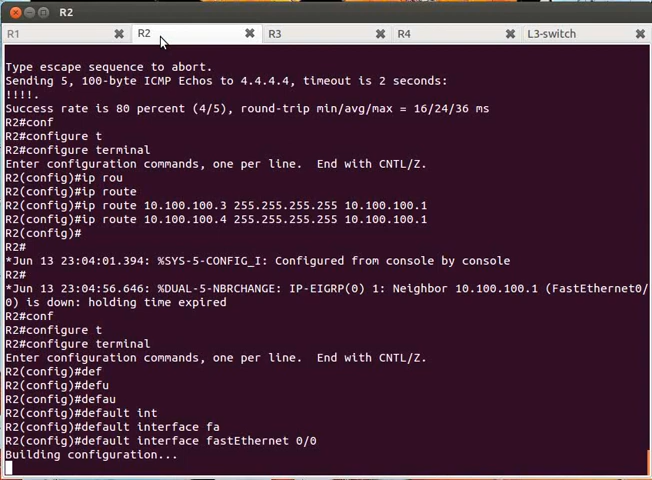 R2
R1
R2
R3
R4
L3-switch
Type escape sequence to abort.
Sending 5, 100-byte ICMP Echos to 4.4.4.4, timeout is 2 seconds:
!!!!.
Success rate is 80 percent (4/5), round-trip min/avg/max = 16/24/36 ms
R2#conf
R2#configure t
R2#configure terminal
Enter configuration commands, one per line.  End with CNTL/Z.
R2(config)#ip rou
R2(config)#ip route
R2(config)#ip route 10.100.100.3 255.255.255.255 10.100.100.1
R2(config)#ip route 10.100.100.4 255.255.255.255 10.100.100.1
R2(config)#
R2#
*Jun 13 23:04:01.394: %SYS-5-CONFIG_I: Configured from console by console
R2#
*Jun 13 23:04:56.646: %DUAL-5-NBRCHANGE: IP-EIGRP(0) 1: Neighbor 10.100.100.1 (FastEthernet0/
0) is down: holding time expired
R2#conf
R2#configure t
R2#configure terminal
Enter configuration commands, one per line.  End with CNTL/Z.
R2(config)#def
R2(config)#defu
R2(config)#defau
R2(config)#default int
R2(config)#default interface fa
R2(config)#default interface fastEthernet 0/0
Building configuration...